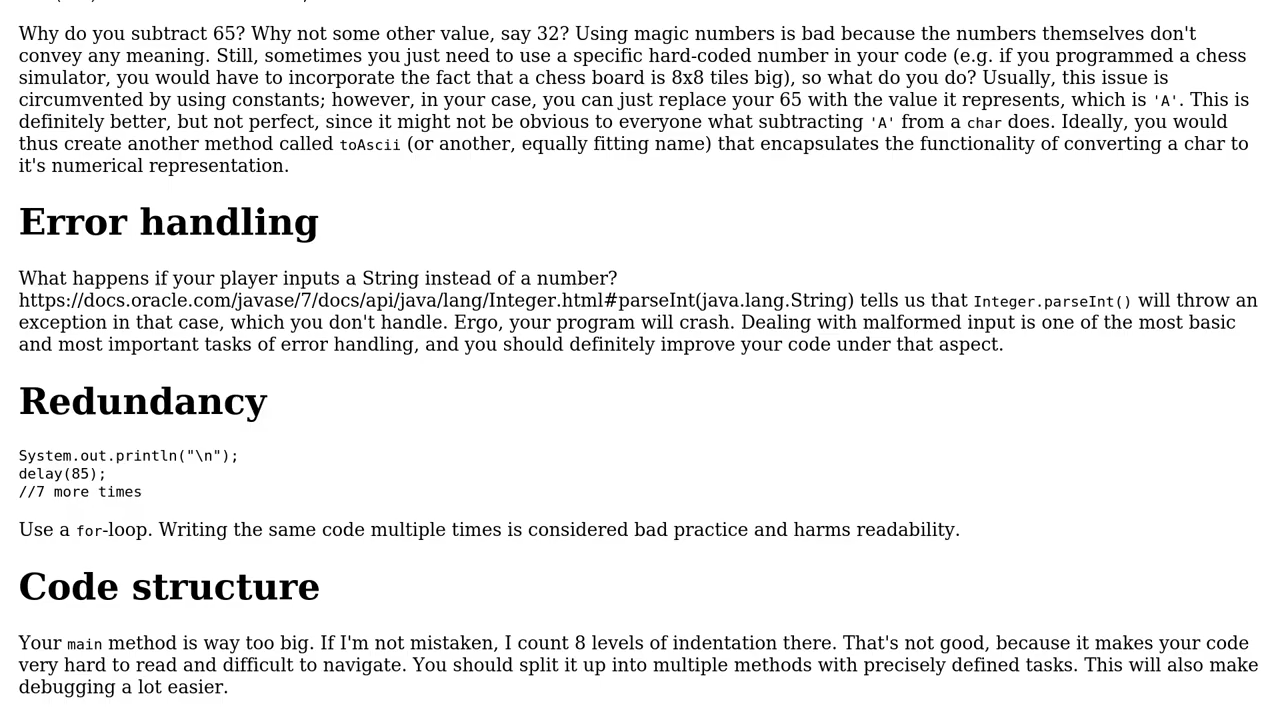 Why do you subtract 65? Why not some other value, say 32? Using magic numbers is bad because the numbers themselves don't
convey any meaning. Still, sometimes you just need to use a specific hard-coded number in your code (e.g. if you programmed a chess
simulator, you would have to incorporate the fact that a chess board is 8x8 tiles big), so what do you do? Usually, this issue is
circumvented by using constants; however, in your case, you can just replace your 65 with the value it represents, which is 'A'. This is
definitely better, but not perfect, since it might not be obvious to everyone what subtracting 'A' from a char does. Ideally, you would
thus create another method called toAscii (or another, equally fitting name) that encapsulates the functionality of converting a char to
it's numerical representation.
Error handling
What happens if your player inputs a String instead of a number?
https://docs.oracle.com/javase/7/docs/api/java/lang/Integer.html#parseInt(java.lang.String) tells us that Integer.parseInt() will throw an
exception in that case, which you don't handle. Ergo, your program will crash. Dealing with malformed input is one of the most basic
and most important tasks of error handling, and you should definitely improve your code under that aspect.
Redundancy
System.out.println("\n");
delay(85);
//7 more times
Use a for-loop. Writing the same code multiple times is considered bad practice and harms readability.
Code structure
Your main method is way too big. If I'm not mistaken, I count 8 levels of indentation there. That's not good, because it makes your code
very hard to read and difficult to navigate. You should split it up into multiple methods with precisely defined tasks. This will also make
debugging a lot easier.